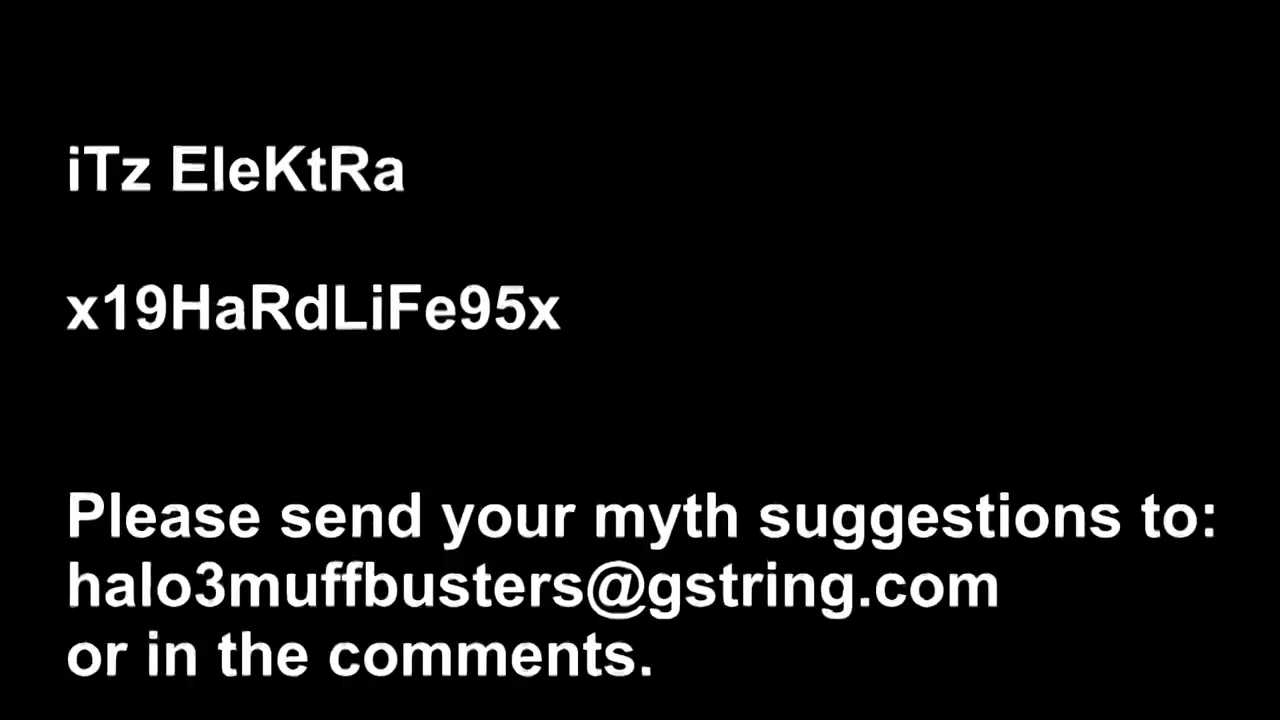 iTz EleKtRa
x19HaRdLiFe95x
Please send your myth suggestions to:
halo3muffbusters@gstring.com
or in the comments.